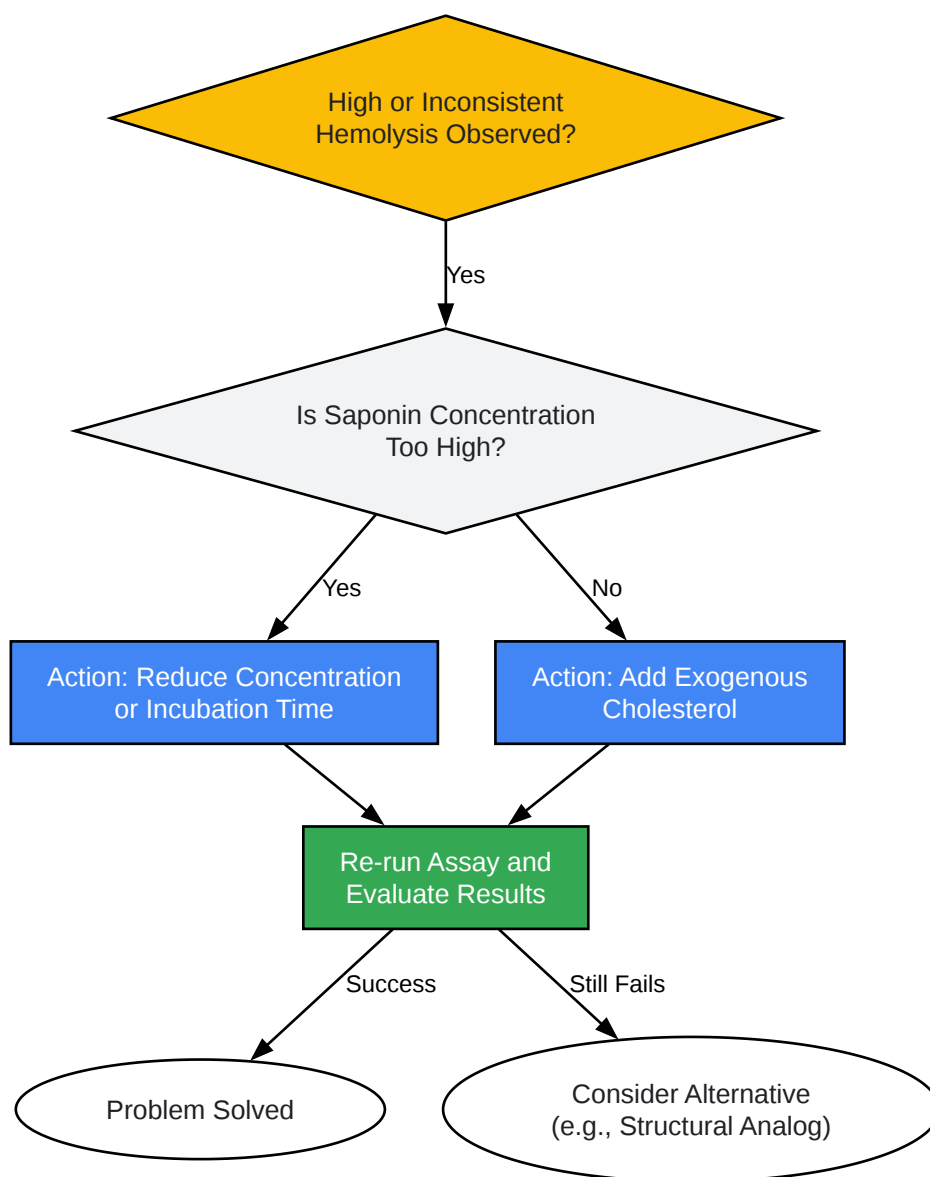 High or Inconsistent
Hemolysis Observed?
Yes
Is Saponin Concentration
Too High?
Yes
No
Action: Reduce Concentration
or Incubation Time
Action: Add Exogenous
Cholesterol
Re-run Assay and
Evaluate Results
Success
Still Fails
Problem Solved
Consider Alternative
(e.g., Structural Analog)